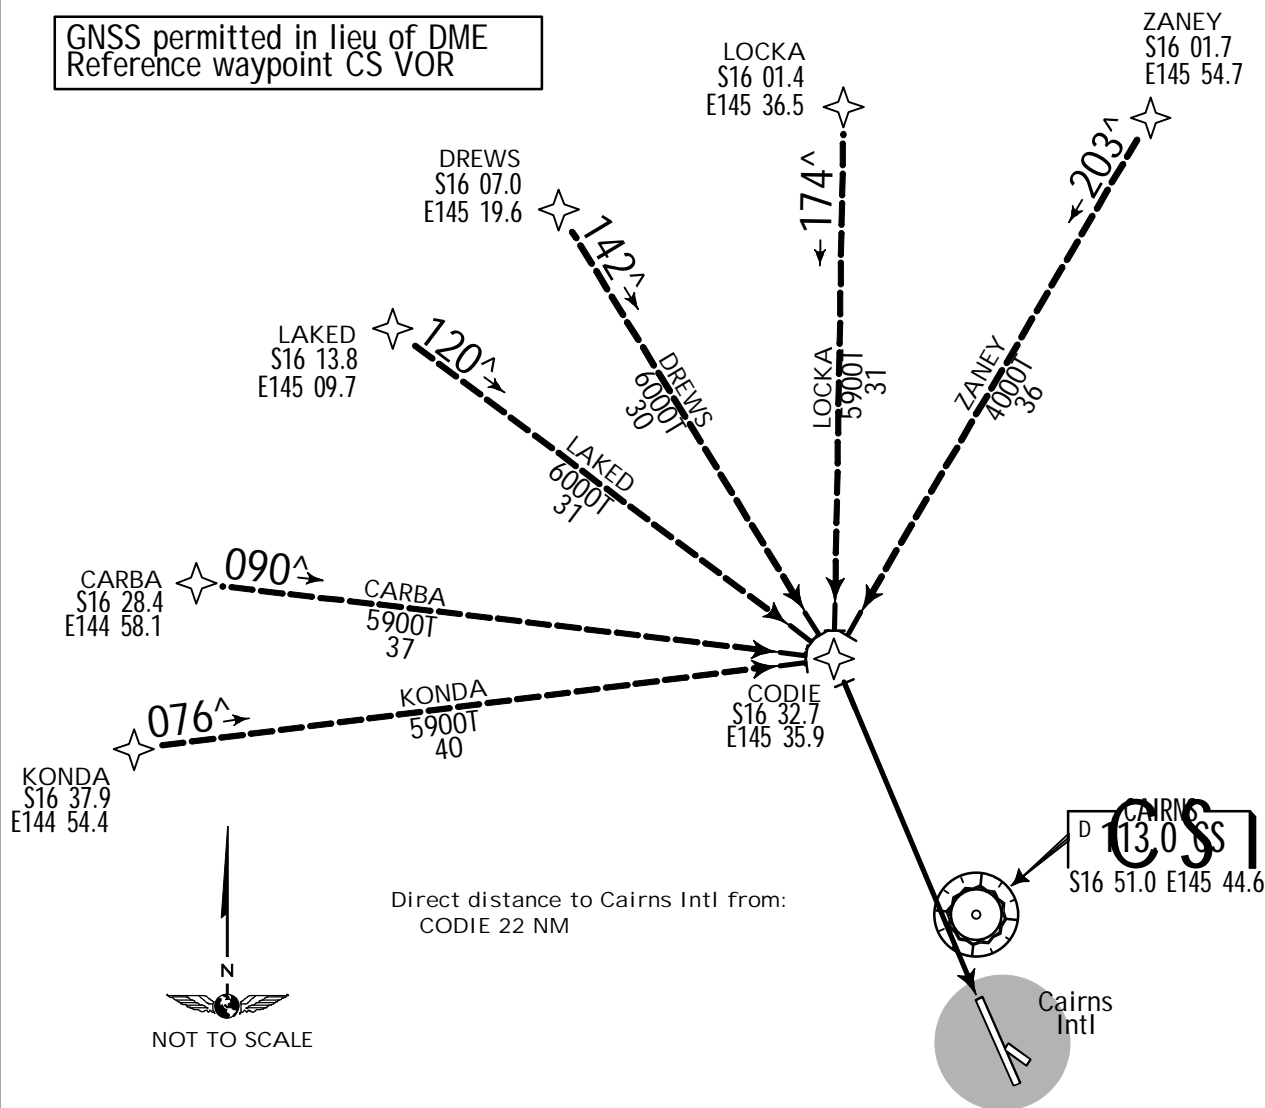 GNSS permitted in lieu of DME
Reference waypoint CS VOR
ZANEY
S16 01.7
E145 54.7
LOCKA
S16 01.4
E145 36.5
DREWS
S16 07.0
E145 19.6
LAKED
S16 13.8
E145 09.7
CARBA
S16 28.4
E144 58.1
KONDA
S16 37.9
E144 54.4
203^
174^
142^
120^
090^
076^
ZANEY
4000T
36
LOCKA
5900T
31
DREWS
6000T
30
LAKED
6000T
31
CARBA
5900T
37
KONDA
5900T
40
CODIE
S16 32.7
E145 35.9
CAIRNS
D 113.0 CS
CS
S16 51.0 E145 44.6
Direct distance to Cairns Intl from:
CODIE 22 NM
N
NOT TO SCALE
Cairns
Intl